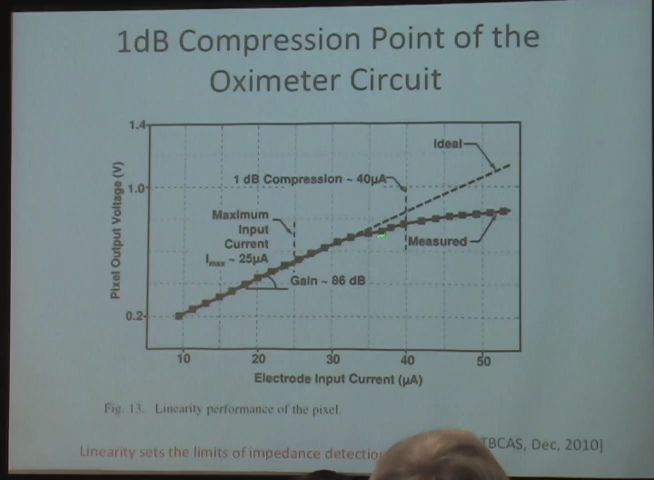 1dB Compression Point of the
Oximeter Circuit
1.4
1.0
0.2
Pixel Output Voltage (V)
Ideal
1 dB Compression ~ 40µA
Maximum
Input
Current
Imax ~ 25µA
Measured
Gain ~ 86 dB
10 20 30 40 50
Electrode Input Current (µA)
Fig. 13. Linearity performance of the pixel.
TBCAS, Dec, 2010]
Linearity sets the limits of impedance